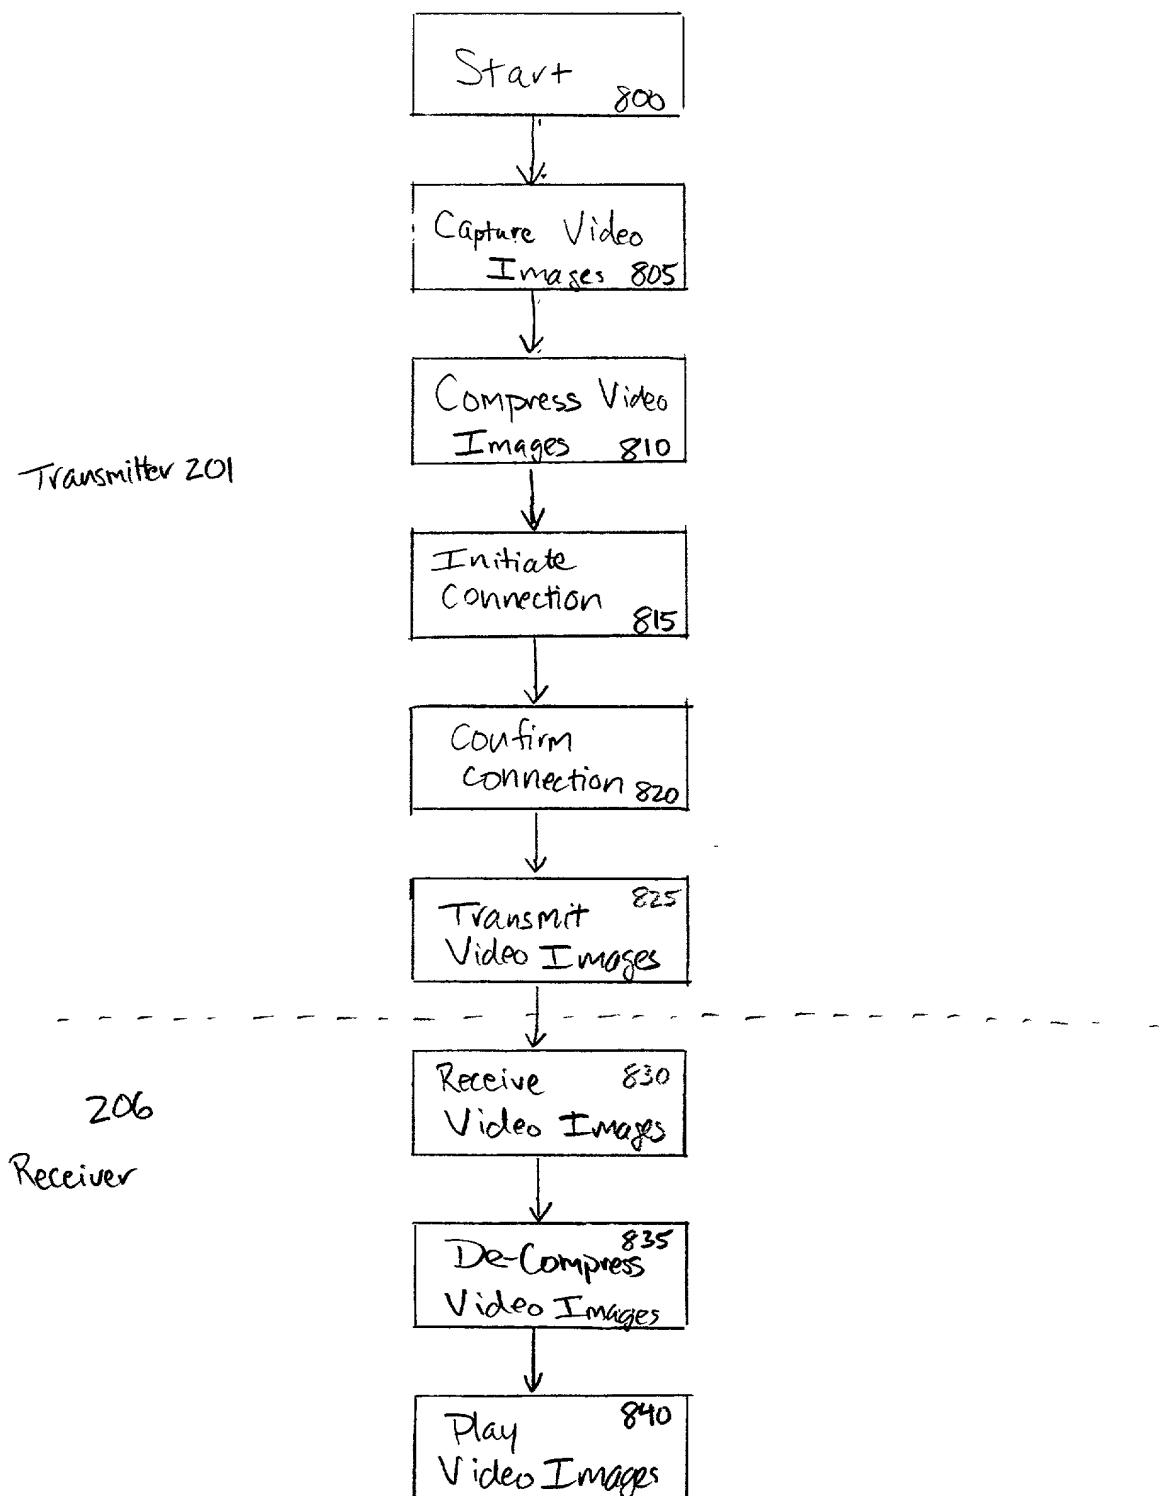 Start
800
Capture Video
Images 805
Compress Video
Images 810
Transmitter 201
Initiate
Connection
815
Confirm
Connection 820
825
Transmit
Video Images
Receive 830
Video Images
206
Receiver
835
De-Compress
Video Images
Play 840
Video Images